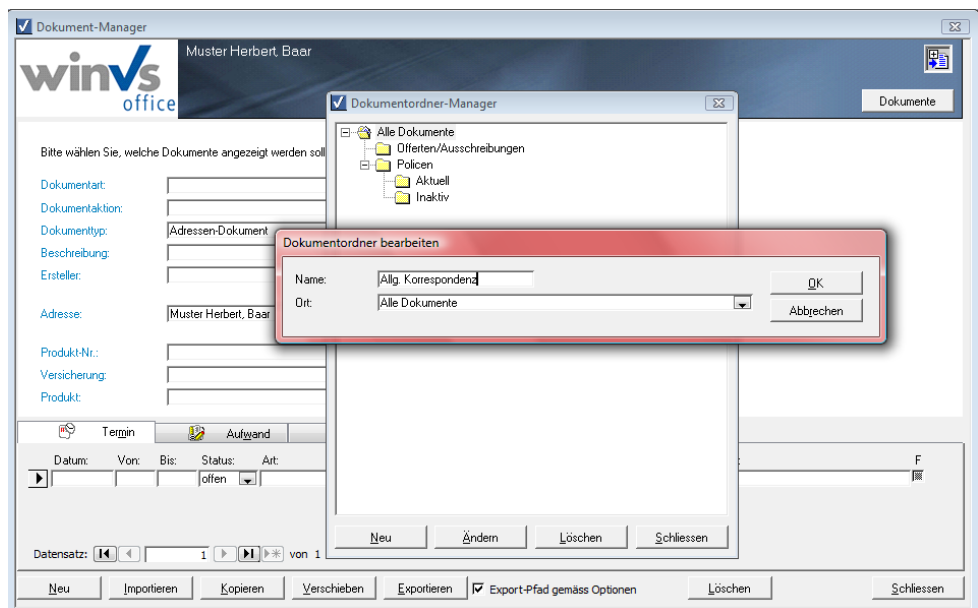 Dokument-Manager
winVS
office
Muster Herbert, Baar
Dokumente
Bitte wählen Sie, welche Dokumente angezeigt werden soll
Dokumentart:
Dokumentaktion:
Dokumenttyp: Adressen-Dokument
Beschreibung:
Ersteller:
Adresse: Muster Herbert, Baar
Produkt-Nr.:
Versicherung:
Produkt:
Dokumentordner-Manager
Alle Dokumente
Offerten/Ausschreibungen
Policen
Aktuell
Inaktiv
Dokumentordner bearbeiten
Name: Allg. Korrespondenz
Ort: Alle Dokumente
OK
Abbrechen
Neu Ändern Löschen Schliessen
Termin Aufwand
Datum: Von: Bis: Status: Art: : F
offen
Datensatz: 1 von 1
Neu Importieren Kopieren Verschieben Exportieren Export-Pfad gemäss Optionen Löschen Schliessen